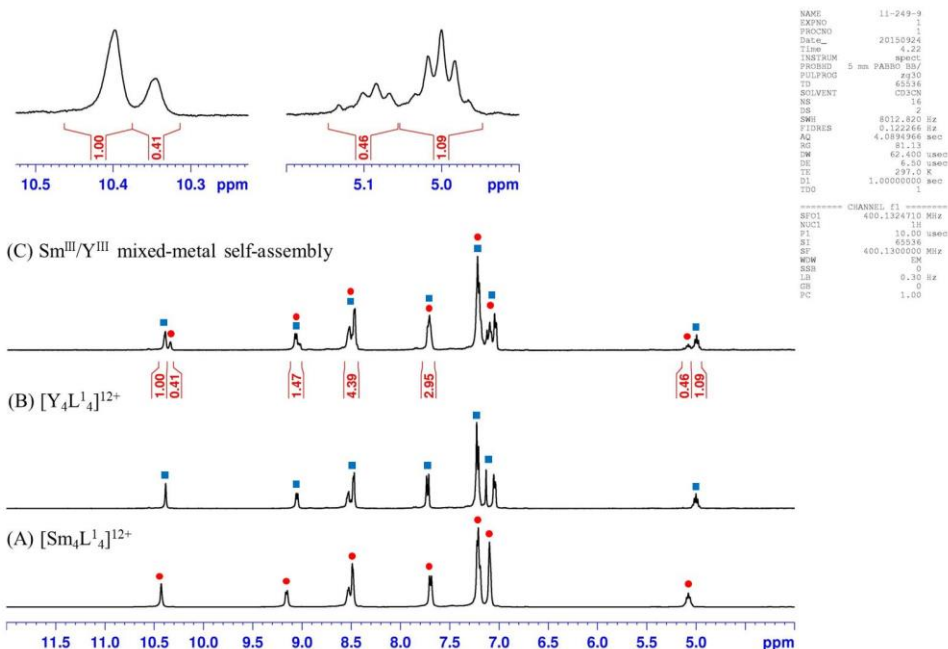 1.00
0.41
0.46
1.09
10.5 10.4 10.3 ppm
5.1 5.0 ppm
(C) Smᴵᴵᴵ/Yᴵᴵᴵ mixed-metal self-assembly
1.00
0.41
1.47
4.39
2.95
0.46
1.09
(B) [Y₄L¹₄]¹²⁺
(A) [Sm₄L¹₄]¹²⁺
11.5 10.5 10.0 9.5 9.0 8.5 8.0 7.5 7.0 6.5 6.0 5.5 5.0 ppm
NAME 11-249-9
EXPNO 1
PROCNO 1
Date_ 20150924
Time 4.22
INSTRUM spect
PROBHD 5 mm PABBO BB/
PULPROG zg30
TD 65536
SOLVENT CD3CN
NS 16
DS 2
SWH 8012.820 Hz
FIDRES 0.122266 Hz
AQ 4.0894966 sec
RG 81.13
DW 62.400 usec
DE 6.50 usec
TE 297.0 K
D1 1.00000000 sec
TD0 1
======== CHANNEL f1 ========
SFO1 400.1324710 MHz
NUC1 1H
P1 10.00 usec
SI 65536
SF 400.1300000 MHz
WDW EM
SSB 0
LB 0.30 Hz
GB 0
PC 1.00